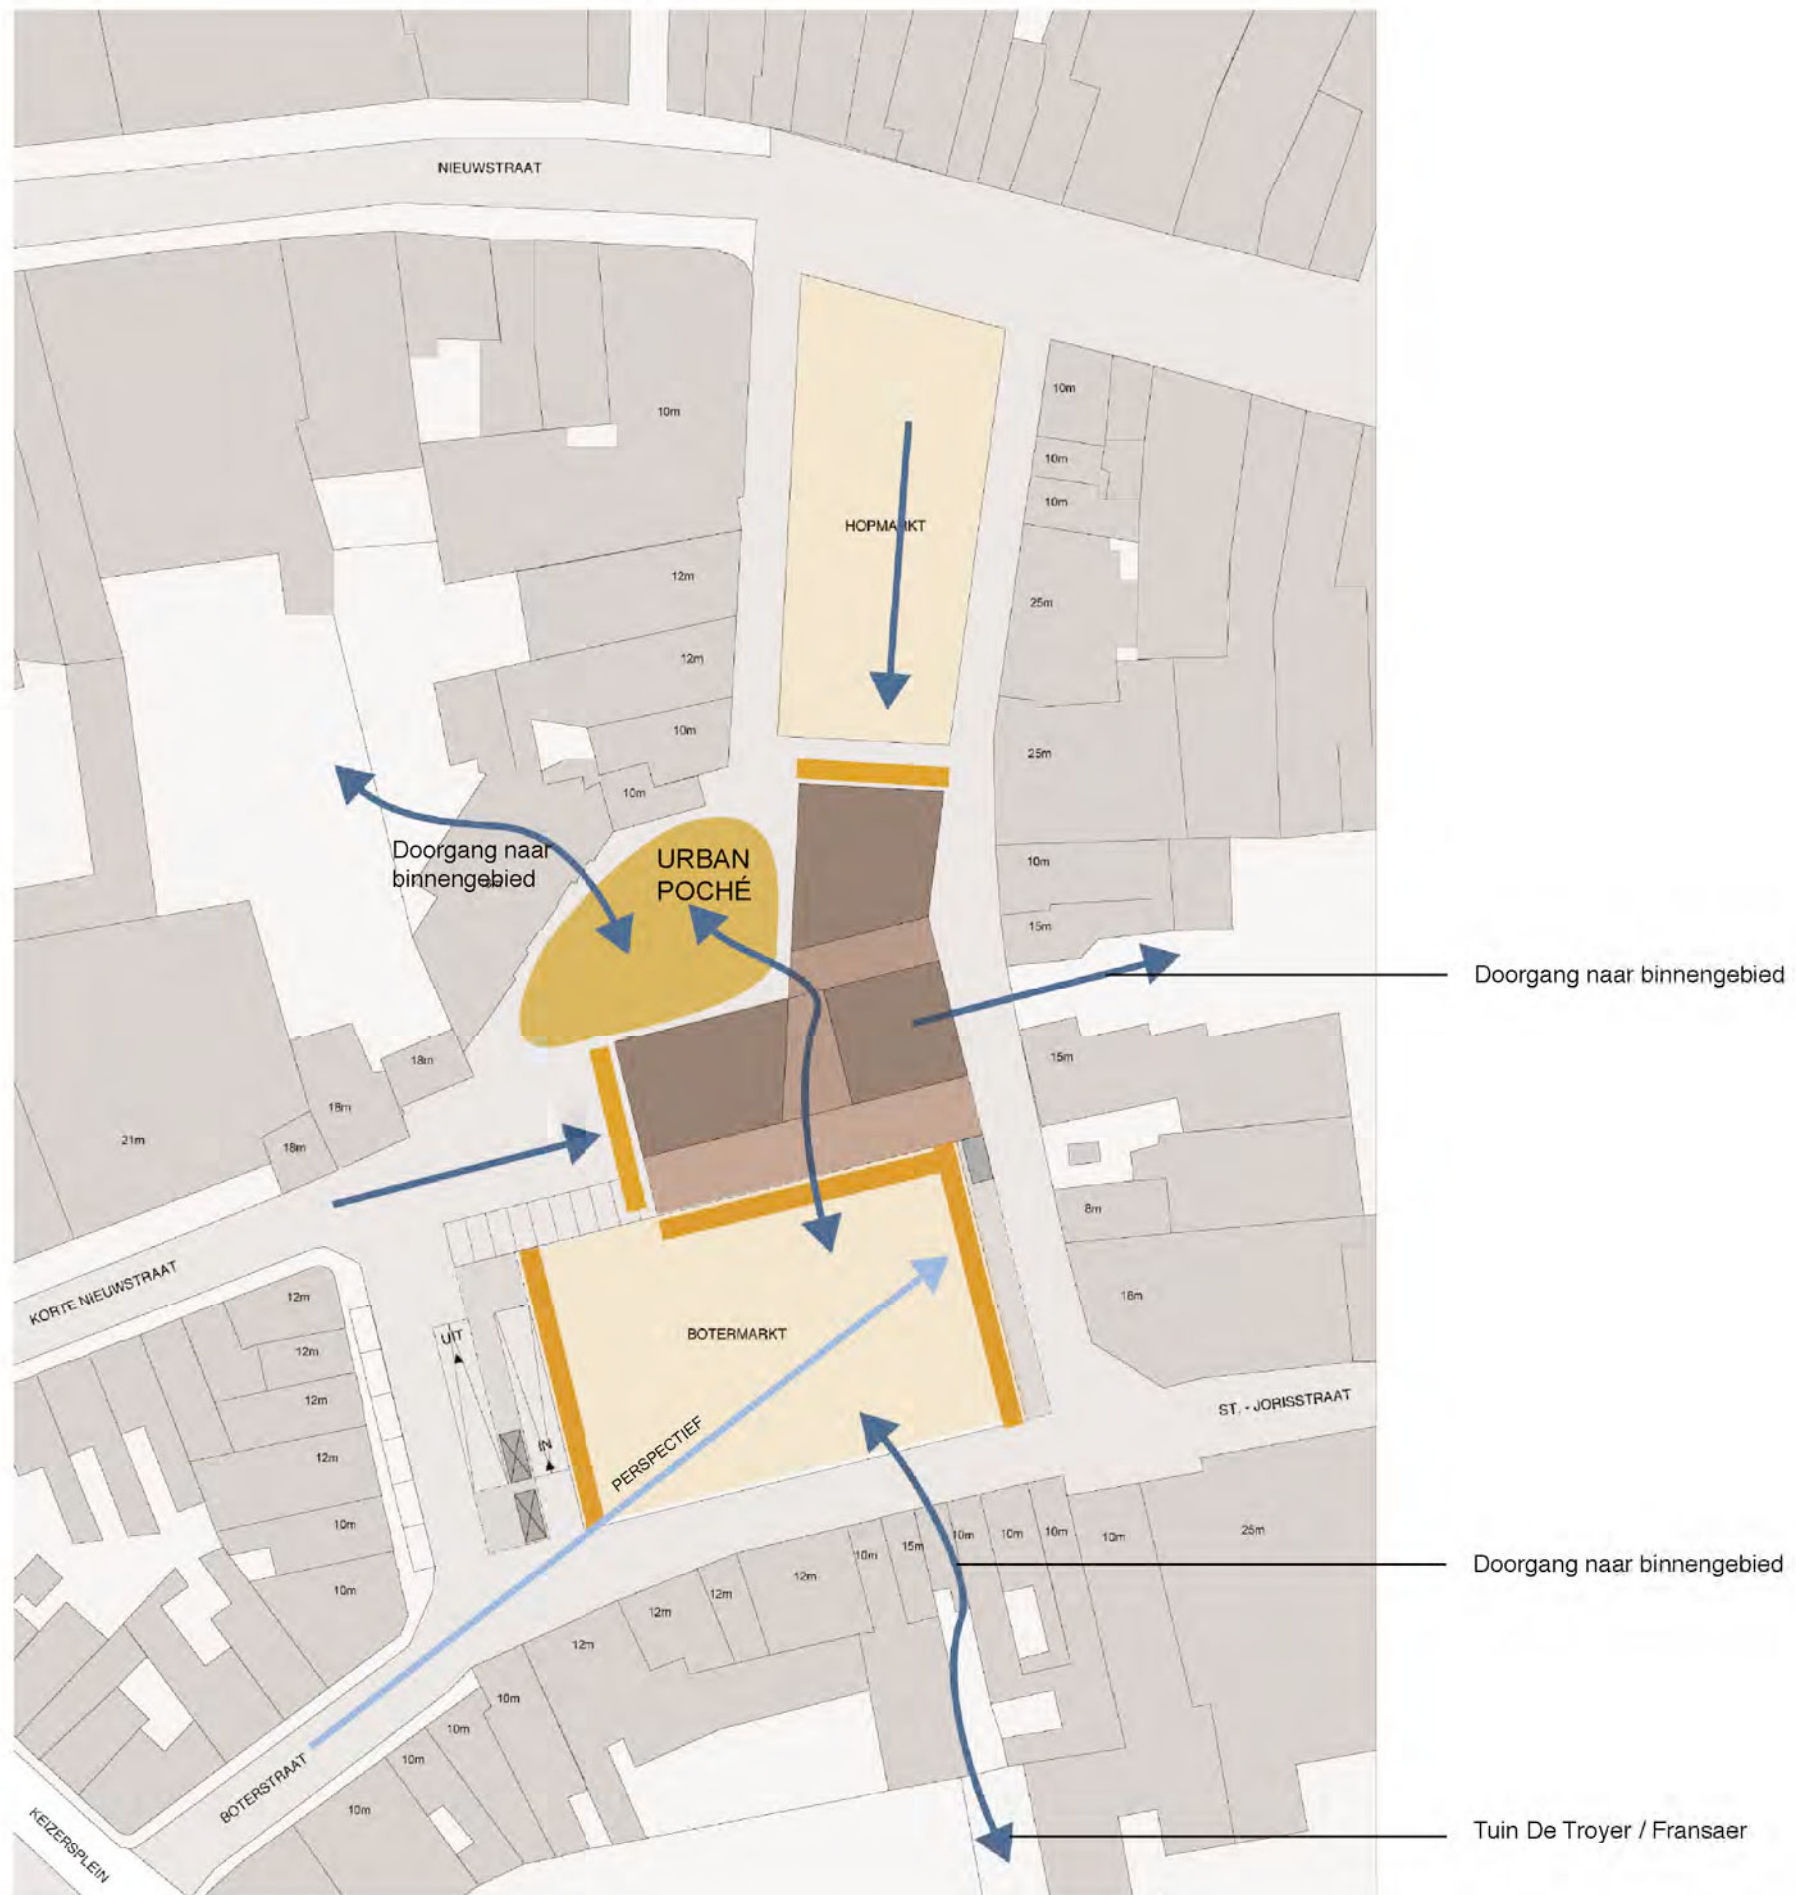 NIEUWSTRAAT
10m
10m
10m
10m
HOPMARKT
12m
25m
12m
10m
25m
10m
Doorgang naar
binnengebied
URBAN
POCHÉ
10m
15m
Doorgang naar binnengebied
18m
15m
18m
21m
18m
8m
KORTE NIEUWSTRAAT
12m
18m
UIT
BOTERMARKT
12m
12m
ST. - JORISSTRAAT
IN
PERSPECTIEF
12m
10m
10m
10m
15m
10m
10m
10m
10m
25m
Doorgang naar binnengebied
12m
12m
12m
12m
10m
10m
10m
10m
BOTERSTRAAT
KEIZERSPLEIN
Tuin De Troyer / Fransaer